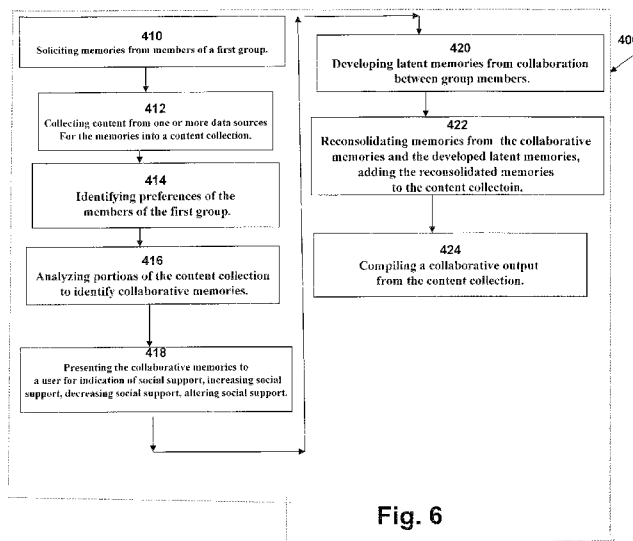 410
Soliciting memories from members of a first group.
412
Collecting content from one or more data sources
For the memories into a content collection.
414
Identifying preferences of the
members of the first group.
416
Analyzing portions of the content collection
to identify collaborative memories.
418
Presenting the collaborative memories to
a user for indication of social support, increasing social
support, decreasing social support, altering social support.
400
420
Developing latent memories from collaboration
between group members.
422
Reconsolidating memories from the collaborative
memories and the developed latent memories,
adding the reconsolidated memories
to the content collectoin.
424
Compiling a collaborative output
from the content collection.
Fig. 6